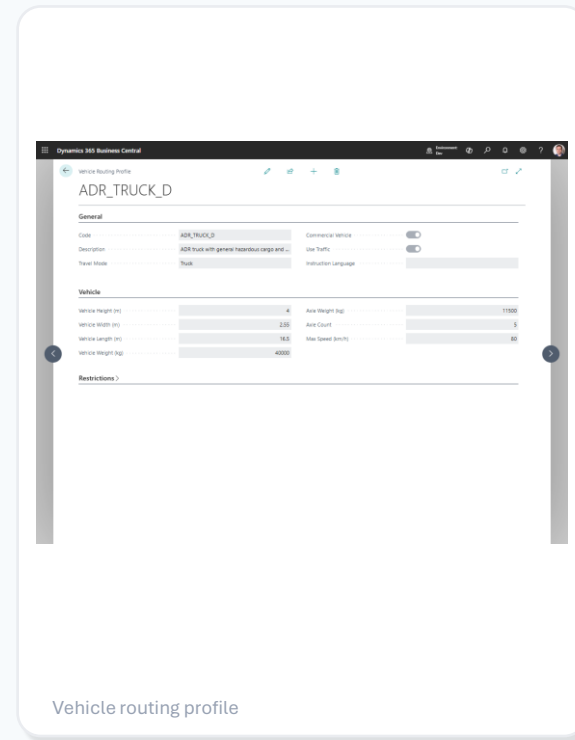 Dynamics 365 Business Central
Environment:
Dev
?
Vehicle Routing Profile
ADR_TRUCK_D
General
Code ADR_TRUCK_D Commercial Vehicle
Description ADR truck with general hazardous cargo and ... Use Traffic
Travel Mode Truck Instruction Language
Vehicle
Vehicle Height (m) 4 Axle Weight (kg) 11500
Vehicle Width (m) 2.55 Axle Count 5
Vehicle Length (m) 16.5 Max Speed (km/h) 80
Vehicle Weight (kg) 40000
Restrictions >
Vehicle routing profile